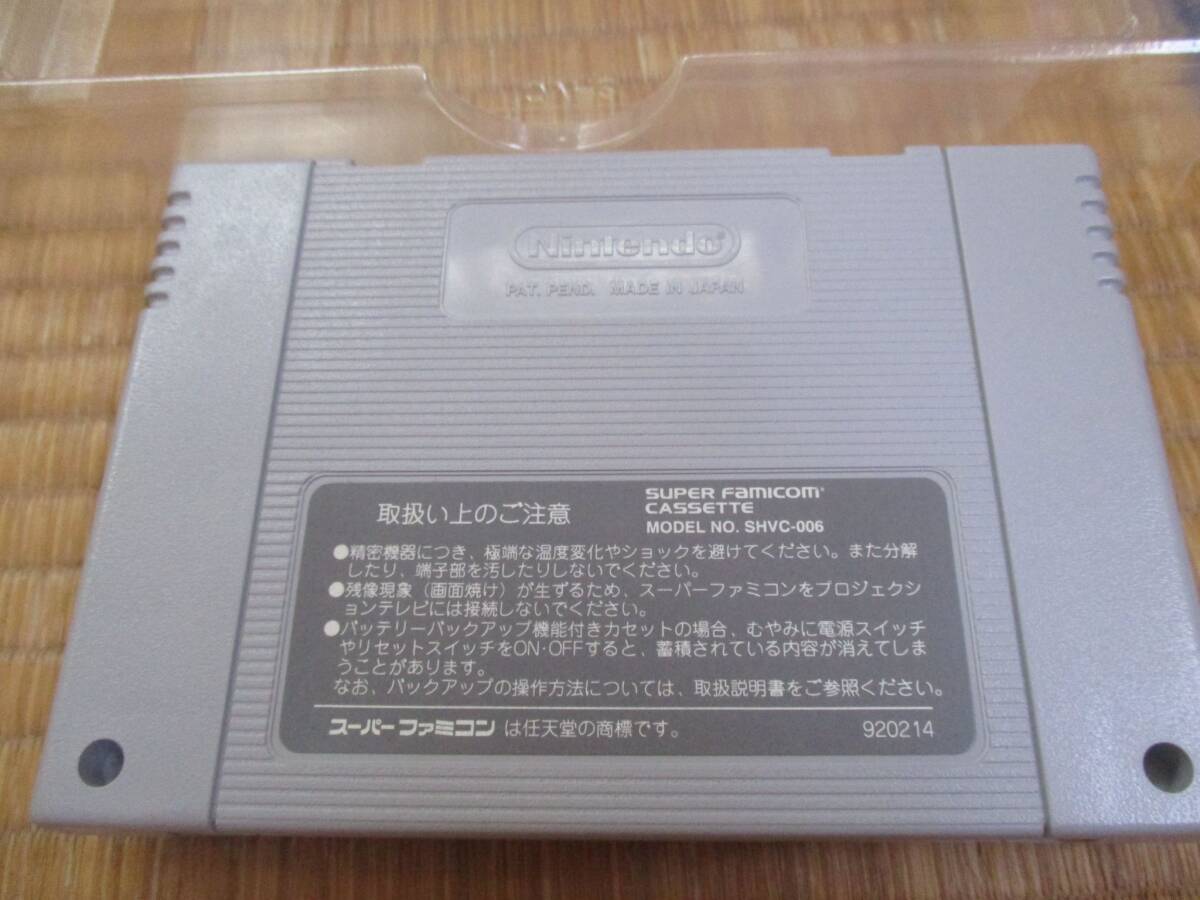 Nintendo®
PAT. PEND. MADE IN JAPAN
取扱い上のご注意
SUPER FAMICOM
CASSETTE
MODEL NO. SHVC-006
●精密機器につき、極端な温度変化やショックを避けてください。また分解
したり、端子部を汚したりしないでください。
●残像現象(画面焼け)が生ずるため、スーパーファミコンをプロジェクシ
ョンテレビには接続しないでください。
●バッテリーバックアップ機能付きカセットの場合、むやみに電源スイッチ
やリセットスイッチをON・OFFすると、蓄積されている内容が消えてしま
うことがあります。
なお、バックアップの操作方法については、取扱説明書をご参照ください。
スーパーファミコンは任天堂の商標です。 920214